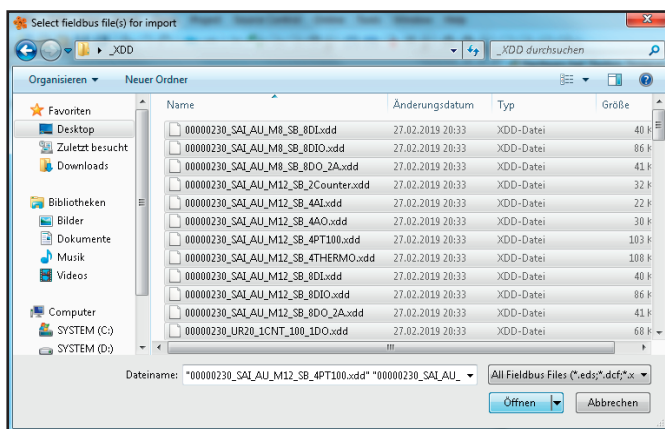 Select fieldbus file(s) for import
_XDD
_XDD durchsuchen
Organisieren Neuer Ordner
Name Änderungsdatum Typ Größe
Favoriten
Desktop
Zuletzt besucht
Downloads
Bibliotheken
Bilder
Dokumente
Musik
Videos
Computer
SYSTEM (C:)
SYSTEM (D:)
00000230_SAI_AU_M8_SB_8DI.xdd 27.02.2019 20:33 XDD-Datei 40 K
00000230_SAI_AU_M8_SB_8DIO.xdd 27.02.2019 20:33 XDD-Datei 86 K
00000230_SAI_AU_M8_SB_8DO_2A.xdd 27.02.2019 20:33 XDD-Datei 41 K
00000230_SAI_AU_M12_SB_2Counter.xdd 27.02.2019 20:33 XDD-Datei 32 K
00000230_SAI_AU_M12_SB_4AI.xdd 27.02.2019 20:33 XDD-Datei 22 K
00000230_SAI_AU_M12_SB_4AO.xdd 27.02.2019 20:33 XDD-Datei 30 K
00000230_SAI_AU_M12_SB_4PT100.xdd 27.02.2019 20:33 XDD-Datei 103 K
00000230_SAI_AU_M12_SB_4THERMO.xdd 27.02.2019 20:33 XDD-Datei 108 K
00000230_SAI_AU_M12_SB_8DI.xdd 27.02.2019 20:33 XDD-Datei 40 K
00000230_SAI_AU_M12_SB_8DIO.xdd 27.02.2019 20:33 XDD-Datei 86 K
00000230_SAI_AU_M12_SB_8DO_2A.xdd 27.02.2019 20:33 XDD-Datei 41 K
00000230_UR20_1CNT_100_1DO.xdd 27.02.2019 20:33 XDD-Datei 68 K
Dateiname: "00000230_SAI_AU_M12_SB_4PT100.xdd" "00000230_SAI_AU_ All Fieldbus Files (*.eds;*.dcf;*.x
Öffnen Abbrechen